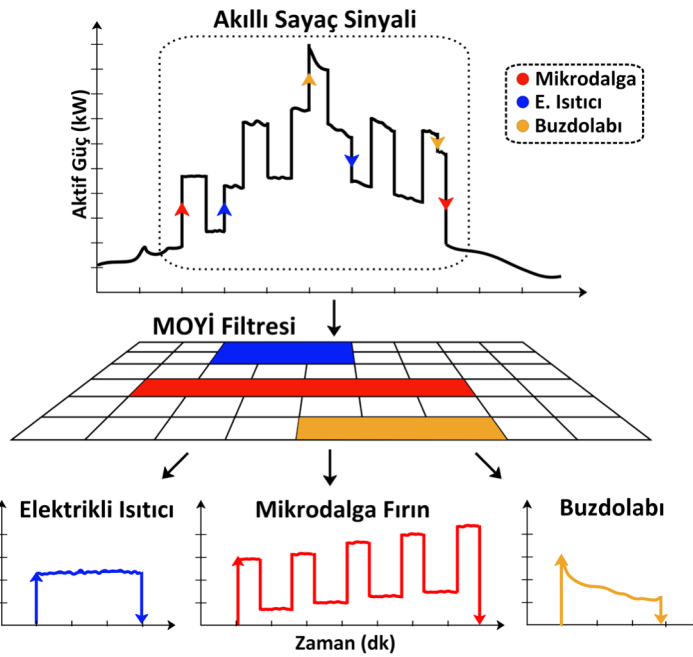 Akıllı Sayaç Sinyali
Aktif Güç (kW)
Mikrodalga
E. Isıtıcı
Buzdolabı
MOYİ Filtresi
Elektrikli Isıtıcı
Mikrodalga Fırın
Buzdolabı
Zaman (dk)